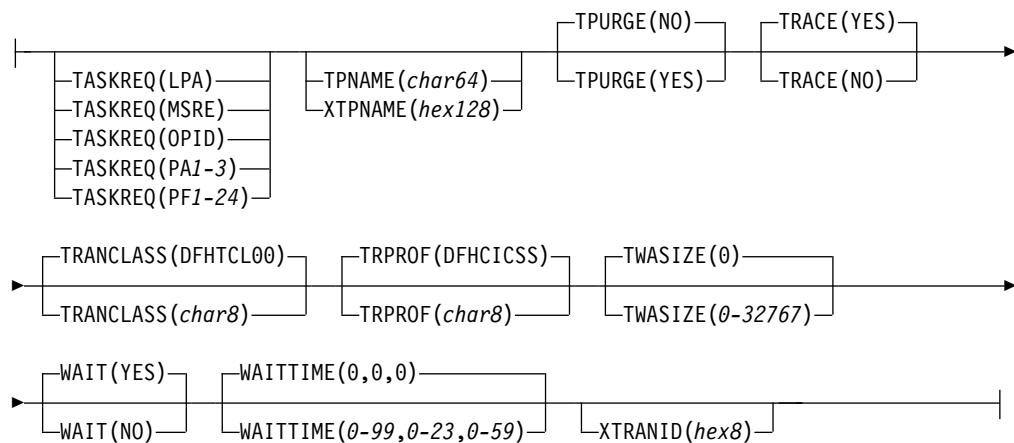 TPURGE(NO) TRACE(YES)
TASKREQ(LPA) TPNAME(char64) TPURGE(YES) TRACE(NO)
TASKREQ(MSRE) XTPNAME(hex128)
TASKREQ(OPID)
TASKREQ(PA1-3)
TASKREQ(PF1-24)
TRANCLASS(DFHTCL00) TRPROF(DFHCICSS) TWASIZE(0)
TRANCLASS(char8) TRPROF(char8) TWASIZE(0-32767)
WAIT(YES) WAITTIME(0,0,0)
WAIT(NO) WAITTIME(0-99,0-23,0-59) XTRANID(hex8)